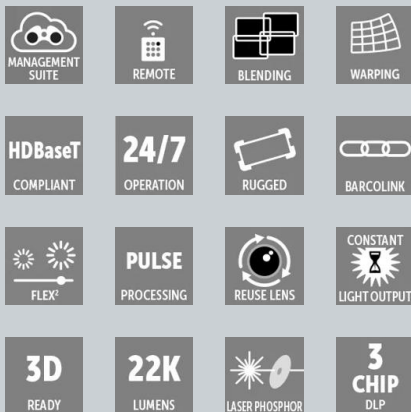 MANAGEMENT
SUITE
REMOTE
BLENDING
WARPING
HDBaseT
COMPLIANT
24/7
OPERATION
RUGGED
BARCOLINK
FLEX²
PULSE
PROCESSING
REUSE LENS
CONSTANT
LIGHT OUTPUT
3D
READY
22K
LUMENS
LASER PHOSPHOR
3
CHIP
DLP